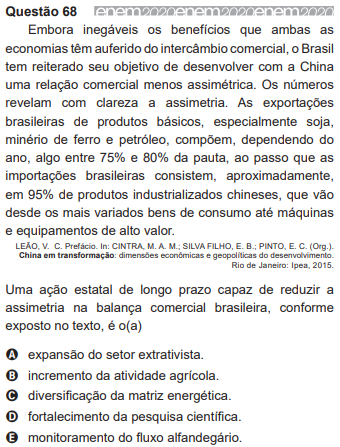 Questão 68 enem2020enem2020enem2020
Embora inegáveis os benefícios que ambas as
economias têm auferido do intercâmbio comercial, o Brasil
tem reiterado seu objetivo de desenvolver com a China
uma relação comercial menos assimétrica. Os números
revelam com clareza a assimetria. As exportações
brasileiras de produtos básicos, especialmente soja,
minério de ferro e petróleo, compõem, dependendo do
ano, algo entre 75% e 80% da pauta, ao passo que as
importações brasileiras consistem, aproximadamente,
em 95% de produtos industrializados chineses, que vão
desde os mais variados bens de consumo até máquinas
e equipamentos de alto valor.
LEÃO, V. C. Prefácio. In: CINTRA, M. A. M.; SILVA FILHO, E. B.; PINTO, E. C. (Org.).
China em transformação: dimensões econômicas e geopolíticas do desenvolvimento.
Rio de Janeiro: Ipea, 2015.
Uma ação estatal de longo prazo capaz de reduzir a
assimetria na balança comercial brasileira, conforme
exposto no texto, é o(a)
A expansão do setor extrativista.
B incremento da atividade agrícola.
C diversificação da matriz energética.
D fortalecimento da pesquisa científica.
E monitoramento do fluxo alfandegário.